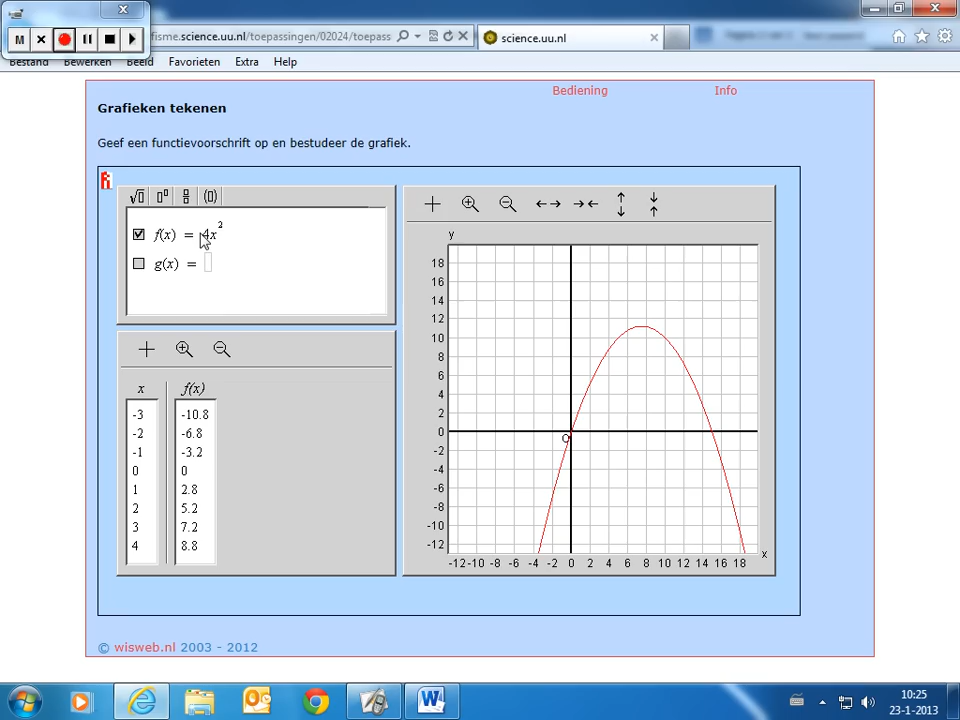 M
fisme.science.uu.nl/toepassingen/02024/toepass
science.uu.nl
Bestand Bewerken Beeld Favorieten Extra Help
Bediening Info
Grafieken tekenen
Geef een functievoorschrift op en bestudeer de grafiek.
√▯ ▯▯ (▯)
f(x) = 4x²
g(x) =
x f(x)
-3 -10.8
-2 -6.8
-1 -3.2
0 0
1 2.8
2 5.2
3 7.2
4 8.8
y
18
16
14
12
10
8
6
4
2
0
-2
-4
-6
-8
-10
-12
O
x
-12 -10 -8 -6 -4 -2 0 2 4 6 8 10 12 14 16 18
© wisweb.nl 2003 - 2012
10:25
23-1-2013